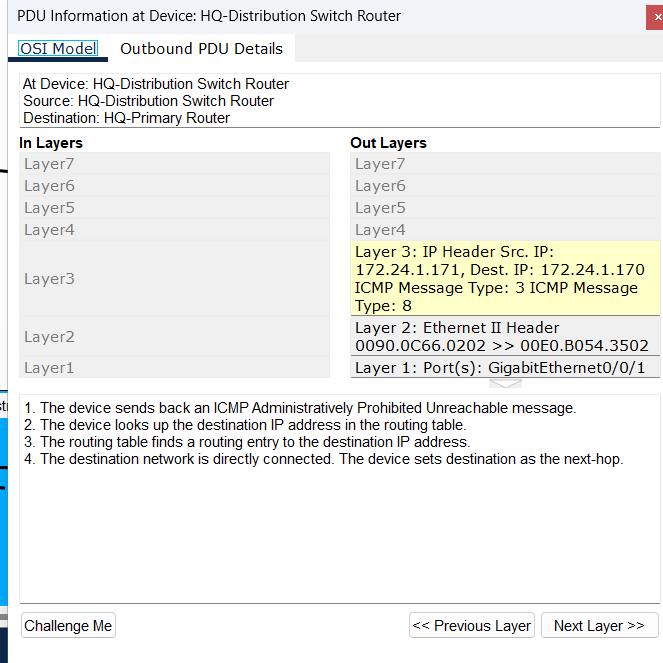 PDU Information at Device: HQ-Distribution Switch Router
×
OSI Model Outbound PDU Details
At Device: HQ-Distribution Switch Router
Source: HQ-Distribution Switch Router
Destination: HQ-Primary Router
In Layers
Layer7
Layer6
Layer5
Layer4
Layer3
Layer2
Layer1
Out Layers
Layer7
Layer6
Layer5
Layer4
Layer 3: IP Header Src. IP:
172.24.1.171, Dest. IP: 172.24.1.170
ICMP Message Type: 3 ICMP Message
Type: 8
Layer 2: Ethernet II Header
0090.0C66.0202 >> 00E0.B054.3502
Layer 1: Port(s): GigabitEthernet0/0/1
1. The device sends back an ICMP Administratively Prohibited Unreachable message.
2. The device looks up the destination IP address in the routing table.
3. The routing table finds a routing entry to the destination IP address.
4. The destination network is directly connected. The device sets destination as the next-hop.
Challenge Me
<< Previous Layer
Next Layer >>